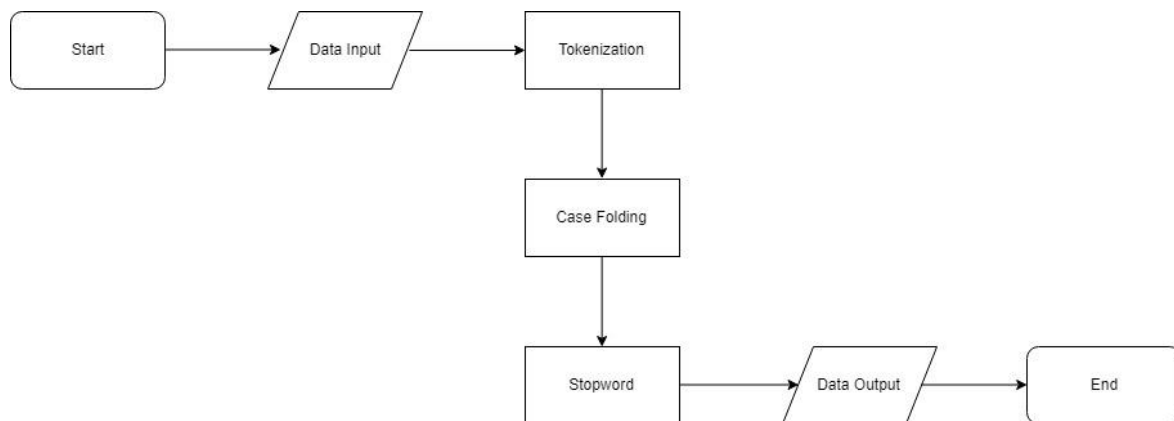 Start
Data Input
Tokenization
Case Folding
Stopword
Data Output
End